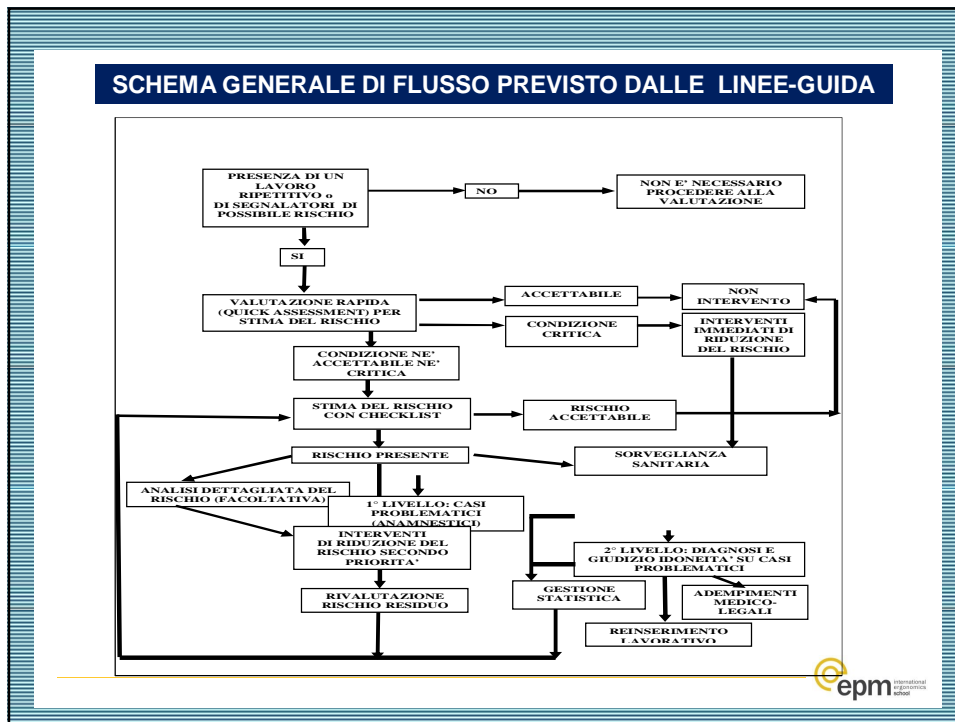 SCHEMA GENERALE DI FLUSSO PREVISTO DALLE LINEE-GUIDA
PRESENZA DI UN
LAVORO
RIPETITIVO o
DI SEGNALATORI DI
POSSIBILE RISCHIO
NO
NON E' NECESSARIO
PROCEDERE ALLA
VALUTAZIONE
SI
VALUTAZIONE RAPIDA
(QUICK ASSESSMENT) PER
STIMA DEL RISCHIO
ACCETTABILE
NON
INTERVENTO
CONDIZIONE
CRITICA
INTERVENTI
IMMEDIATI DI
RIDUZIONE
DEL RISCHIO
CONDIZIONE NE'
ACCETTABILE NE'
CRITICA
STIMA DEL RISCHIO
CON CHECKLIST
RISCHIO
ACCETTABILE
RISCHIO PRESENTE
SORVEGLIANZA
SANITARIA
ANALISI DETTAGLIATA DEL
RISCHIO (FACOLTATIVA)
1° LIVELLO: CASI
PROBLEMATICI
(ANAMNESTICI)
INTERVENTI
DI RIDUZIONE DEL
RISCHIO SECONDO
PRIORITA'
2° LIVELLO: DIAGNOSI E
GIUDIZIO IDONEITA' SU CASI
PROBLEMATICI
RIVALUTAZIONE
RISCHIO RESIDUO
GESTIONE
STATISTICA
ADEMPIMENTI
MEDICO-
LEGALI
REINSERIMENTO
LAVORATIVO
epm
international
ergonomics
school